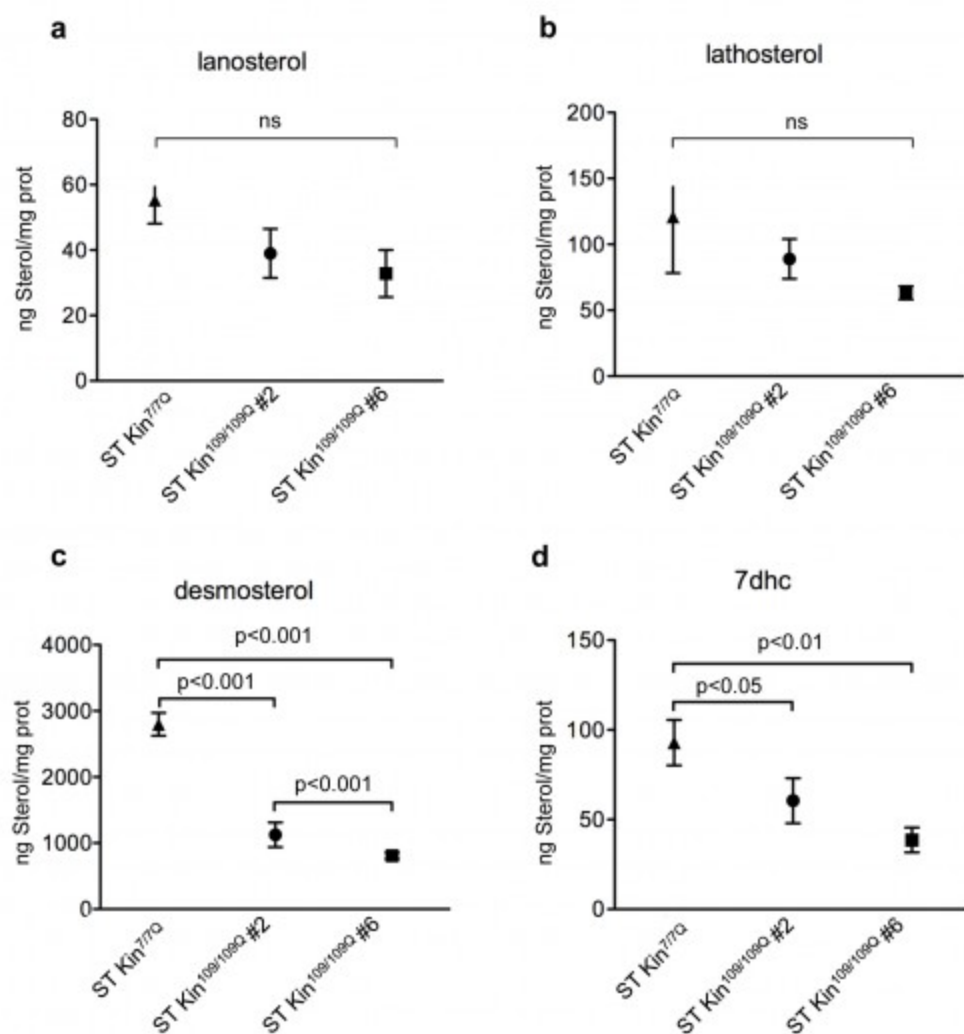 a
lanosterol
ng Sterol/mg prot
80
60
40
20
0
ns
ST Kin7/7Q
ST Kin109/109Q #2
ST Kin109/109Q #6
b
lathosterol
ng Sterol/mg prot
200
150
100
50
0
ns
ST Kin7/7Q
ST Kin109/109Q #2
ST Kin109/109Q #6
c
desmosterol
ng Sterol/mg prot
4000
3000
2000
1000
0
p<0.001
p<0.001
p<0.001
ST Kin7/7Q
ST Kin109/109Q #2
ST Kin109/109Q #6
d
7dhc
ng Sterol/mg prot
150
100
50
0
p<0.01
p<0.05
ST Kin7/7Q
ST Kin109/109Q #2
ST Kin109/109Q #6